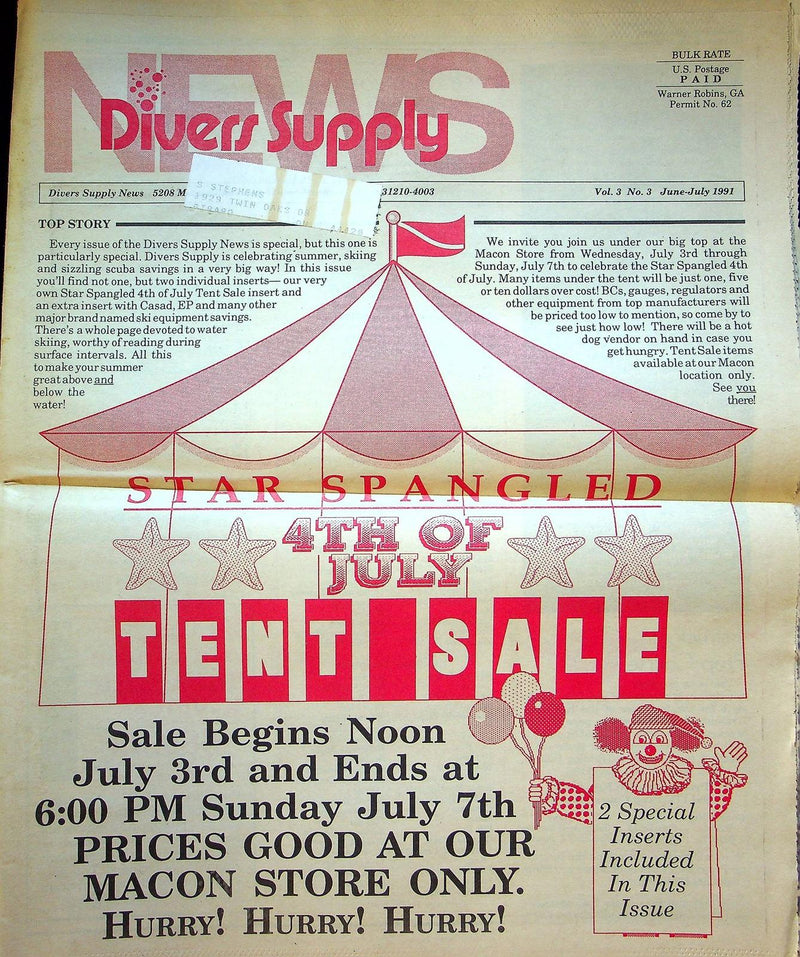 NEWS
Divers Supply
BULK RATE
U.S. Postage
PAID
Warner Robins, GA
Permit No. 62
Divers Supply News 5208 M
31210-4003
Vol. 3 No. 3 June-July 1991
S STEPHENS
1929 TWIN OAKS DR
GIRARD
TOP STORY
Every issue of the Divers Supply News is special, but this one is
particularly special. Divers Supply is celebrating summer, skiing
and sizzling scuba savings in a very big way! In this issue
you'll find not one, but two individual inserts— our very
own Star Spangled 4th of July Tent Sale insert and
an extra insert with Casad, EP and many other
major brand named ski equipment savings.
There's a whole page devoted to water
skiing, worthy of reading during
surface intervals. All this
to make your summer
great above and
below the
water!
We invite you join us under our big top at the
Macon Store from Wednesday, July 3rd through
Sunday, July 7th to celebrate the Star Spangled 4th
of July. Many items under the tent will be just one, five
or ten dollars over cost! BCs, gauges, regulators and
other equipment from top manufacturers will
be priced too low to mention, so come by to
see just how low! There will be a hot
dog vendor on hand in case you
get hungry. Tent Sale items
available at our Macon
location only.
See you
there!
STAR SPANGLED
4TH OF
JULY
TENT SALE
Sale Begins Noon
July 3rd and Ends at
6:00 PM Sunday July 7th
PRICES GOOD AT OUR
MACON STORE ONLY.
HURRY! HURRY! HURRY!
2 Special
Inserts
Included
In This
Issue